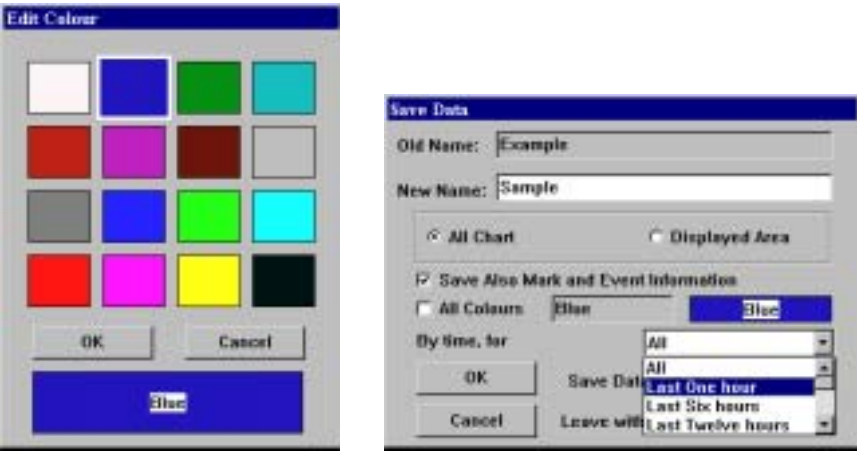 Edit Colour
OK
Cancel
Blue
Save Data
Old Name: Example
New Name: Sample
All Chart
Displayed Area
Save Also Mark and Event Information
All Colours Blue Blue
By time, for All
All
Last One hour
Last Six hours
Last Twelve hours
OK Save Dat
Cancel Leave with